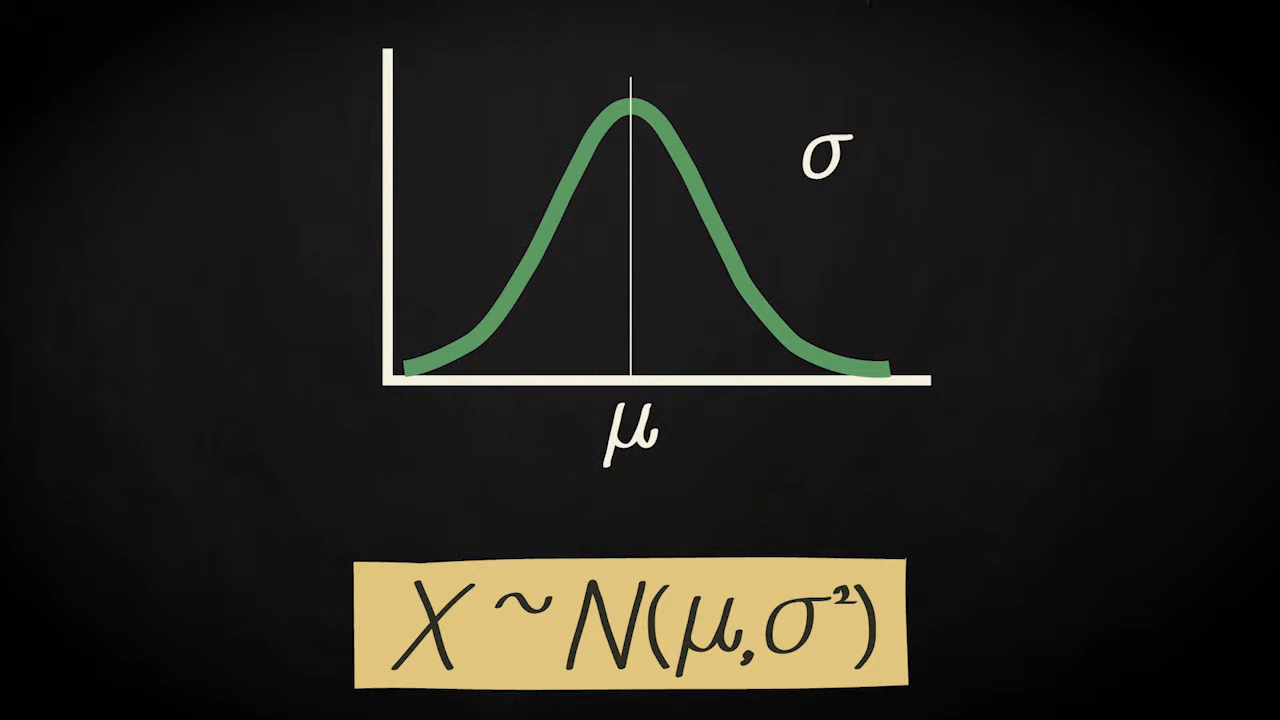 σ
μ
X ~ N(μ, σ²)